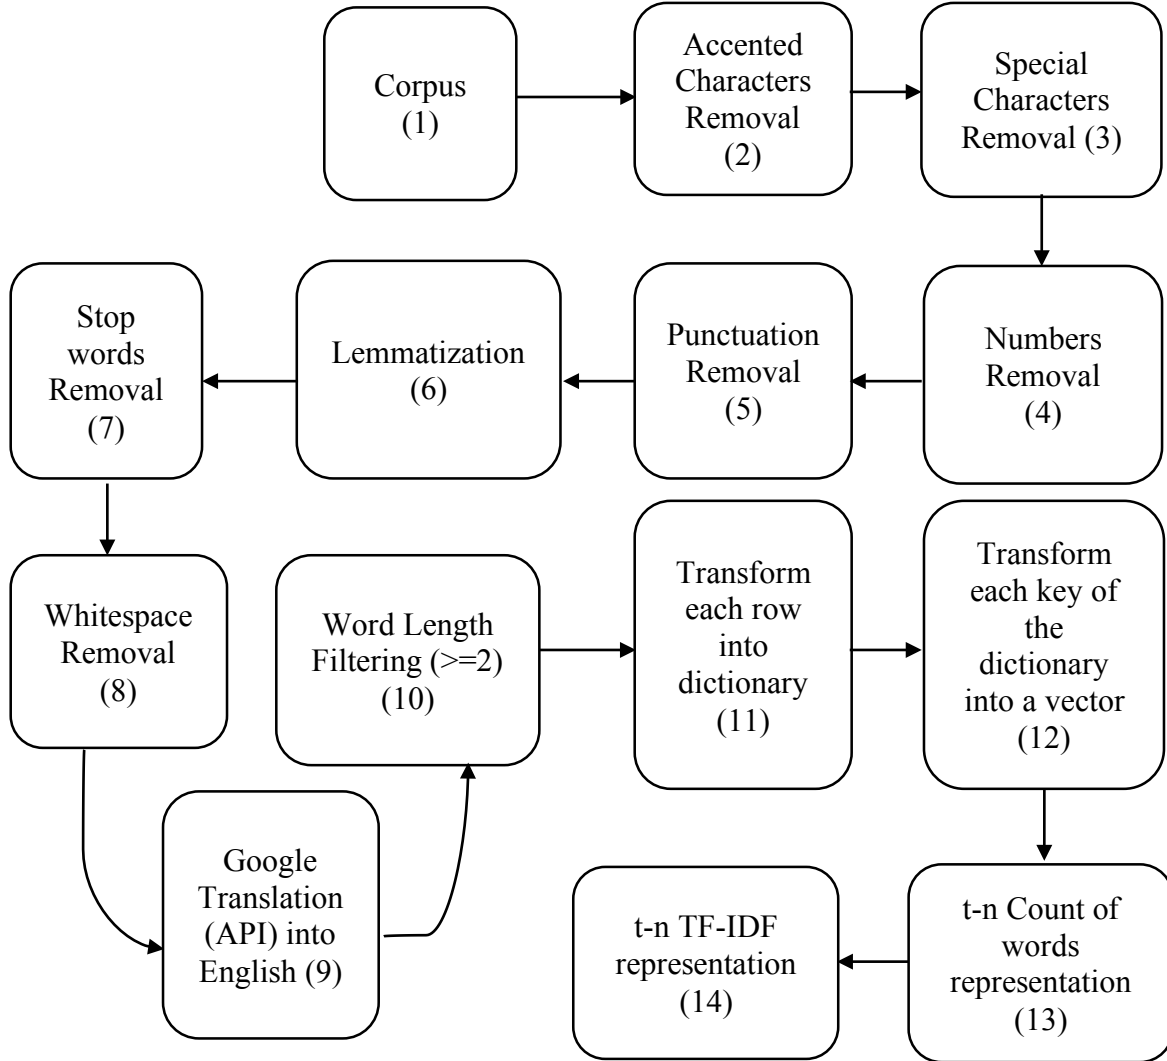 Corpus
(1)
Accented
Characters
Removal
(2)
Special
Characters
Removal (3)
Numbers
Removal
(4)
Punctuation
Removal
(5)
Lemmatization
(6)
Stop
words
Removal
(7)
Whitespace
Removal
(8)
Google
Translation
(API) into
English (9)
Word Length
Filtering (>=2)
(10)
Transform
each row
into
dictionary
(11)
Transform
each key of
the
dictionary
into a vector
(12)
t-n Count of
words
representation
(13)
t-n TF-IDF
representation
(14)